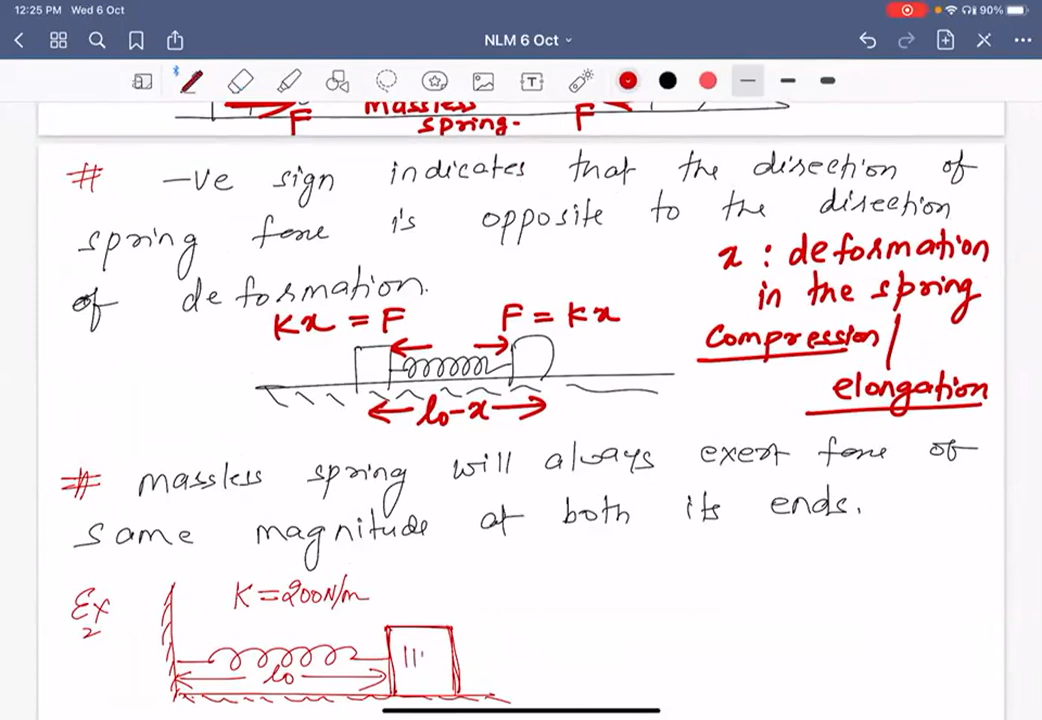 12:25 PM Wed 6 Oct
90%
NLM 6 Oct
T
F massless F
spring-
# -ve sign indicates that the direction of
spring force is opposite to the direction
of deformation.
x : deformation
in the spring
Compression /
elongation
Kx = F F = Kx
l0-x
# massless spring will always exert force of
same magnitude at both its ends.
Ex
2
K=200N/m
l0